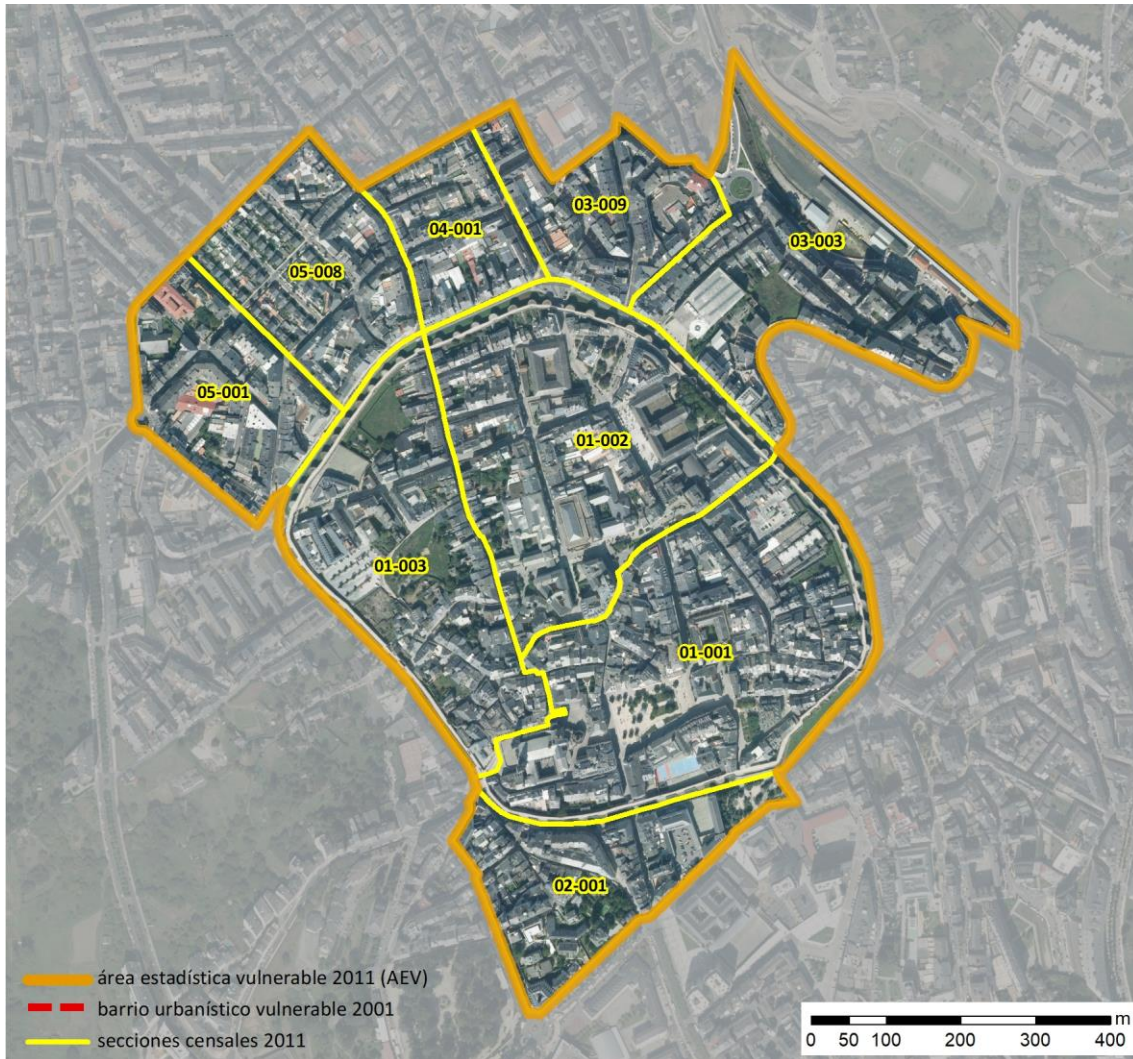 03-009
04-001
03-003
05-008
05-001
01-002
01-003
01-001
02-001
área estadística vulnerable 2011 (AEV)
barrio urbanístico vulnerable 2001
secciones censales 2011
m
0 50 100 200 300 400